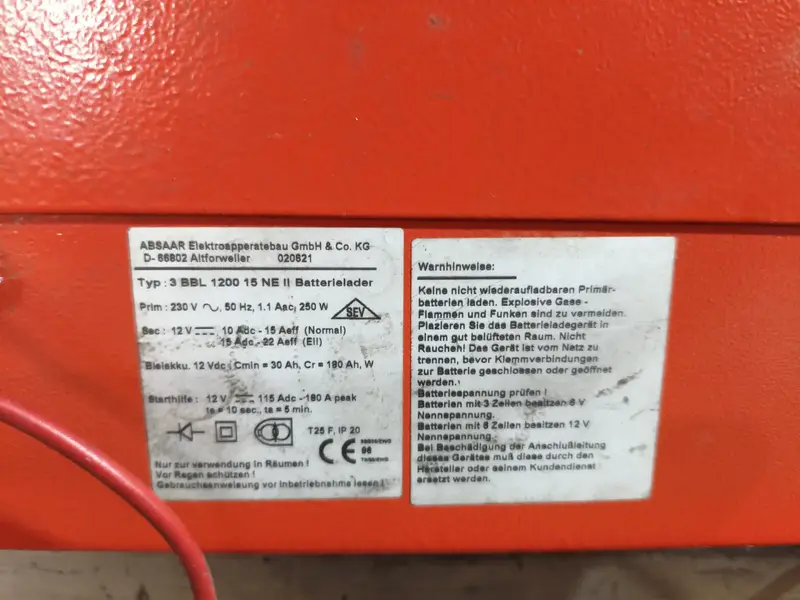 ABSAAR Elektroapperatebau GmbH & Co. KG
D- 66802 Altforweiler 020621
Typ : 3 BBL 1200 15 NE II Batterielader
Prim : 230 V ~, 50 Hz, 1.1 Aac, 250 W
SEV
Sec : 12 V 10 Adc - 15 Aeff (Normal)
15 Adc - 22 Aeff (Ell)
Bleiakku. 12 Vdc, Cmin = 30 Ah, Cr = 180 Ah, W
Starthilfe : 12 V 115 Adc -180 A peak
te = 10 sec., ta = 5 min.
T25 F, IP 20
CE
Nur zur verwendung in Räumen !
Vor Regen schützen !
Gebrauchsanweisung vor Inbetriebnahme lesen !
Warnhinweise:
Keine nicht wiederaufladbaren Primär-
batterien laden. Explosive Gase -
Flammen und Funken sind zu vermeiden.
Plazieren Sie das Batterieladegerät in
einem gut belüfteten Raum. Nicht
Rauchen! Das Gerät ist vom Netz zu
trennen, bevor Klemmverbindungen
zur Batterie geschlossen oder geöffnet
werden.
Batteriespannung prüfen !
Batterien mit 3 Zellen besitzen 6 V
Nennspannung.
Batterien mit 6 Zellen besitzen 12 V
Nennspannung.
Bei Beschädigung der Anschlußleitung
dieses Gerätes muß diese durch den
Hersteller oder seinem Kundendienst
ersetzt werden.